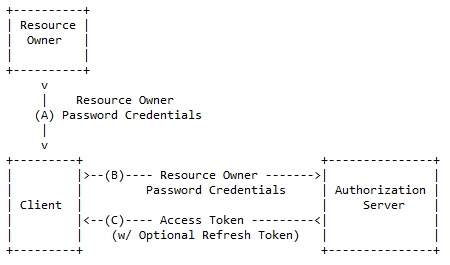 +----------+
| Resource |
|  Owner   |
|          |
+----------+
     v
     |    Resource Owner
    (A) Password Credentials
     |
     v
+---------+                                  +---------------+
|         |>--(B)---- Resource Owner ------->|               |
|         |         Password Credentials     | Authorization |
| Client  |                                  |     Server    |
|         |<--(C)---- Access Token ---------<|               |
|         |    (w/ Optional Refresh Token)   |               |
+---------+                                  +---------------+